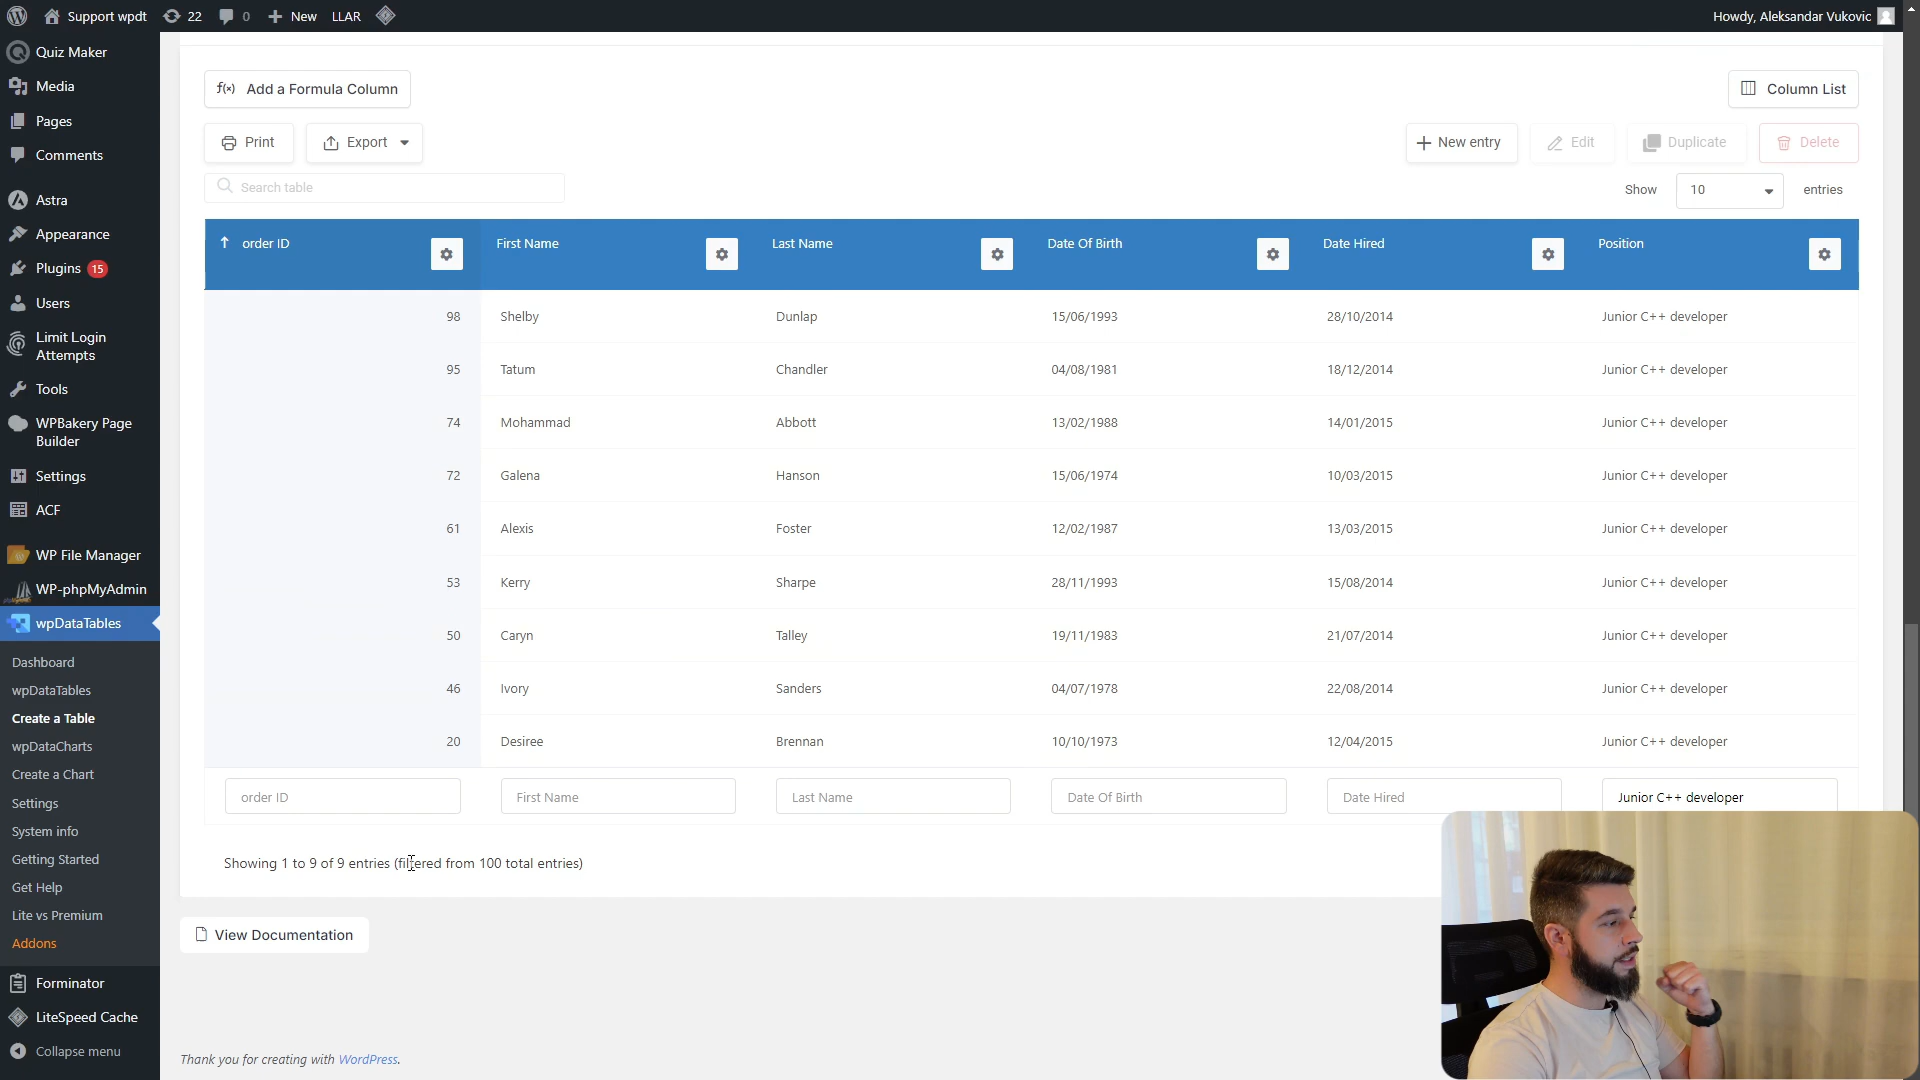 Support wpdt
22
0
New
LLAR
Howdy, Aleksandar Vukovic
Quiz Maker
Media
Pages
Comments
Astra
Appearance
Plugins 15
Users
Limit Login
Attempts
Tools
WPBakery Page
Builder
Settings
ACF
WP File Manager
WP-phpMyAdmin
wpDataTables
Dashboard
wpDataTables
Create a Table
wpDataCharts
Create a Chart
Settings
System info
Getting Started
Get Help
Lite vs Premium
Addons
Forminator
LiteSpeed Cache
Collapse menu
f(x) Add a Formula Column
Column List
Print
Export
New entry
Edit
Duplicate
Delete
Search table
Show 10 entries
order ID First Name Last Name Date Of Birth Date Hired Position
98 Shelby Dunlap 15/06/1993 28/10/2014 Junior C++ developer
95 Tatum Chandler 04/08/1981 18/12/2014 Junior C++ developer
74 Mohammad Abbott 13/02/1988 14/01/2015 Junior C++ developer
72 Galena Hanson 15/06/1974 10/03/2015 Junior C++ developer
61 Alexis Foster 12/02/1987 13/03/2015 Junior C++ developer
53 Kerry Sharpe 28/11/1993 15/08/2014 Junior C++ developer
50 Caryn Talley 19/11/1983 21/07/2014 Junior C++ developer
46 Ivory Sanders 04/07/1978 22/08/2014 Junior C++ developer
20 Desiree Brennan 10/10/1973 12/04/2015 Junior C++ developer
order ID First Name Last Name Date Of Birth Date Hired Junior C++ developer
Showing 1 to 9 of 9 entries (filtered from 100 total entries)
View Documentation
Thank you for creating with WordPress.